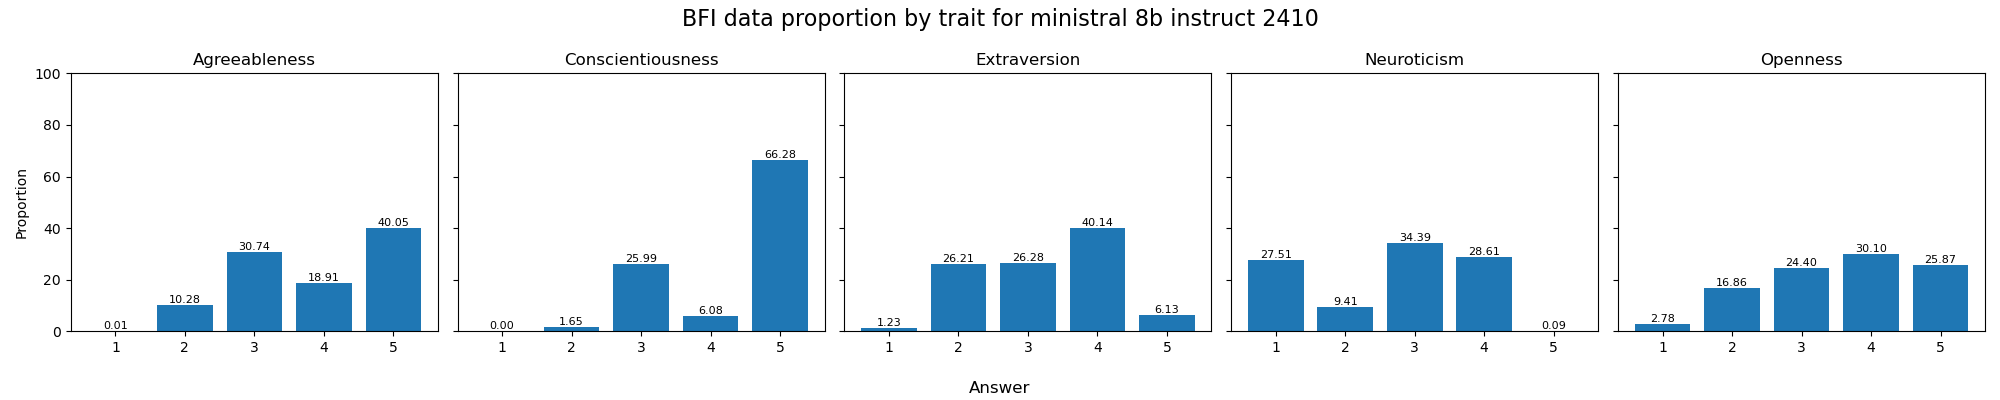 BFI data proportion by trait for ministral 8b instruct 2410
Agreeableness
Conscientiousness
Extraversion
Neuroticism
Openness
Proportion
100
80
60
40
20
0
0.01
10.28
30.74
18.91
40.05
1 2 3 4 5
0.00
1.65
25.99
6.08
66.28
1 2 3 4 5
1.23
26.21
26.28
40.14
6.13
1 2 3 4 5
27.51
9.41
34.39
28.61
0.09
1 2 3 4 5
2.78
16.86
24.40
30.10
25.87
1 2 3 4 5
Answer